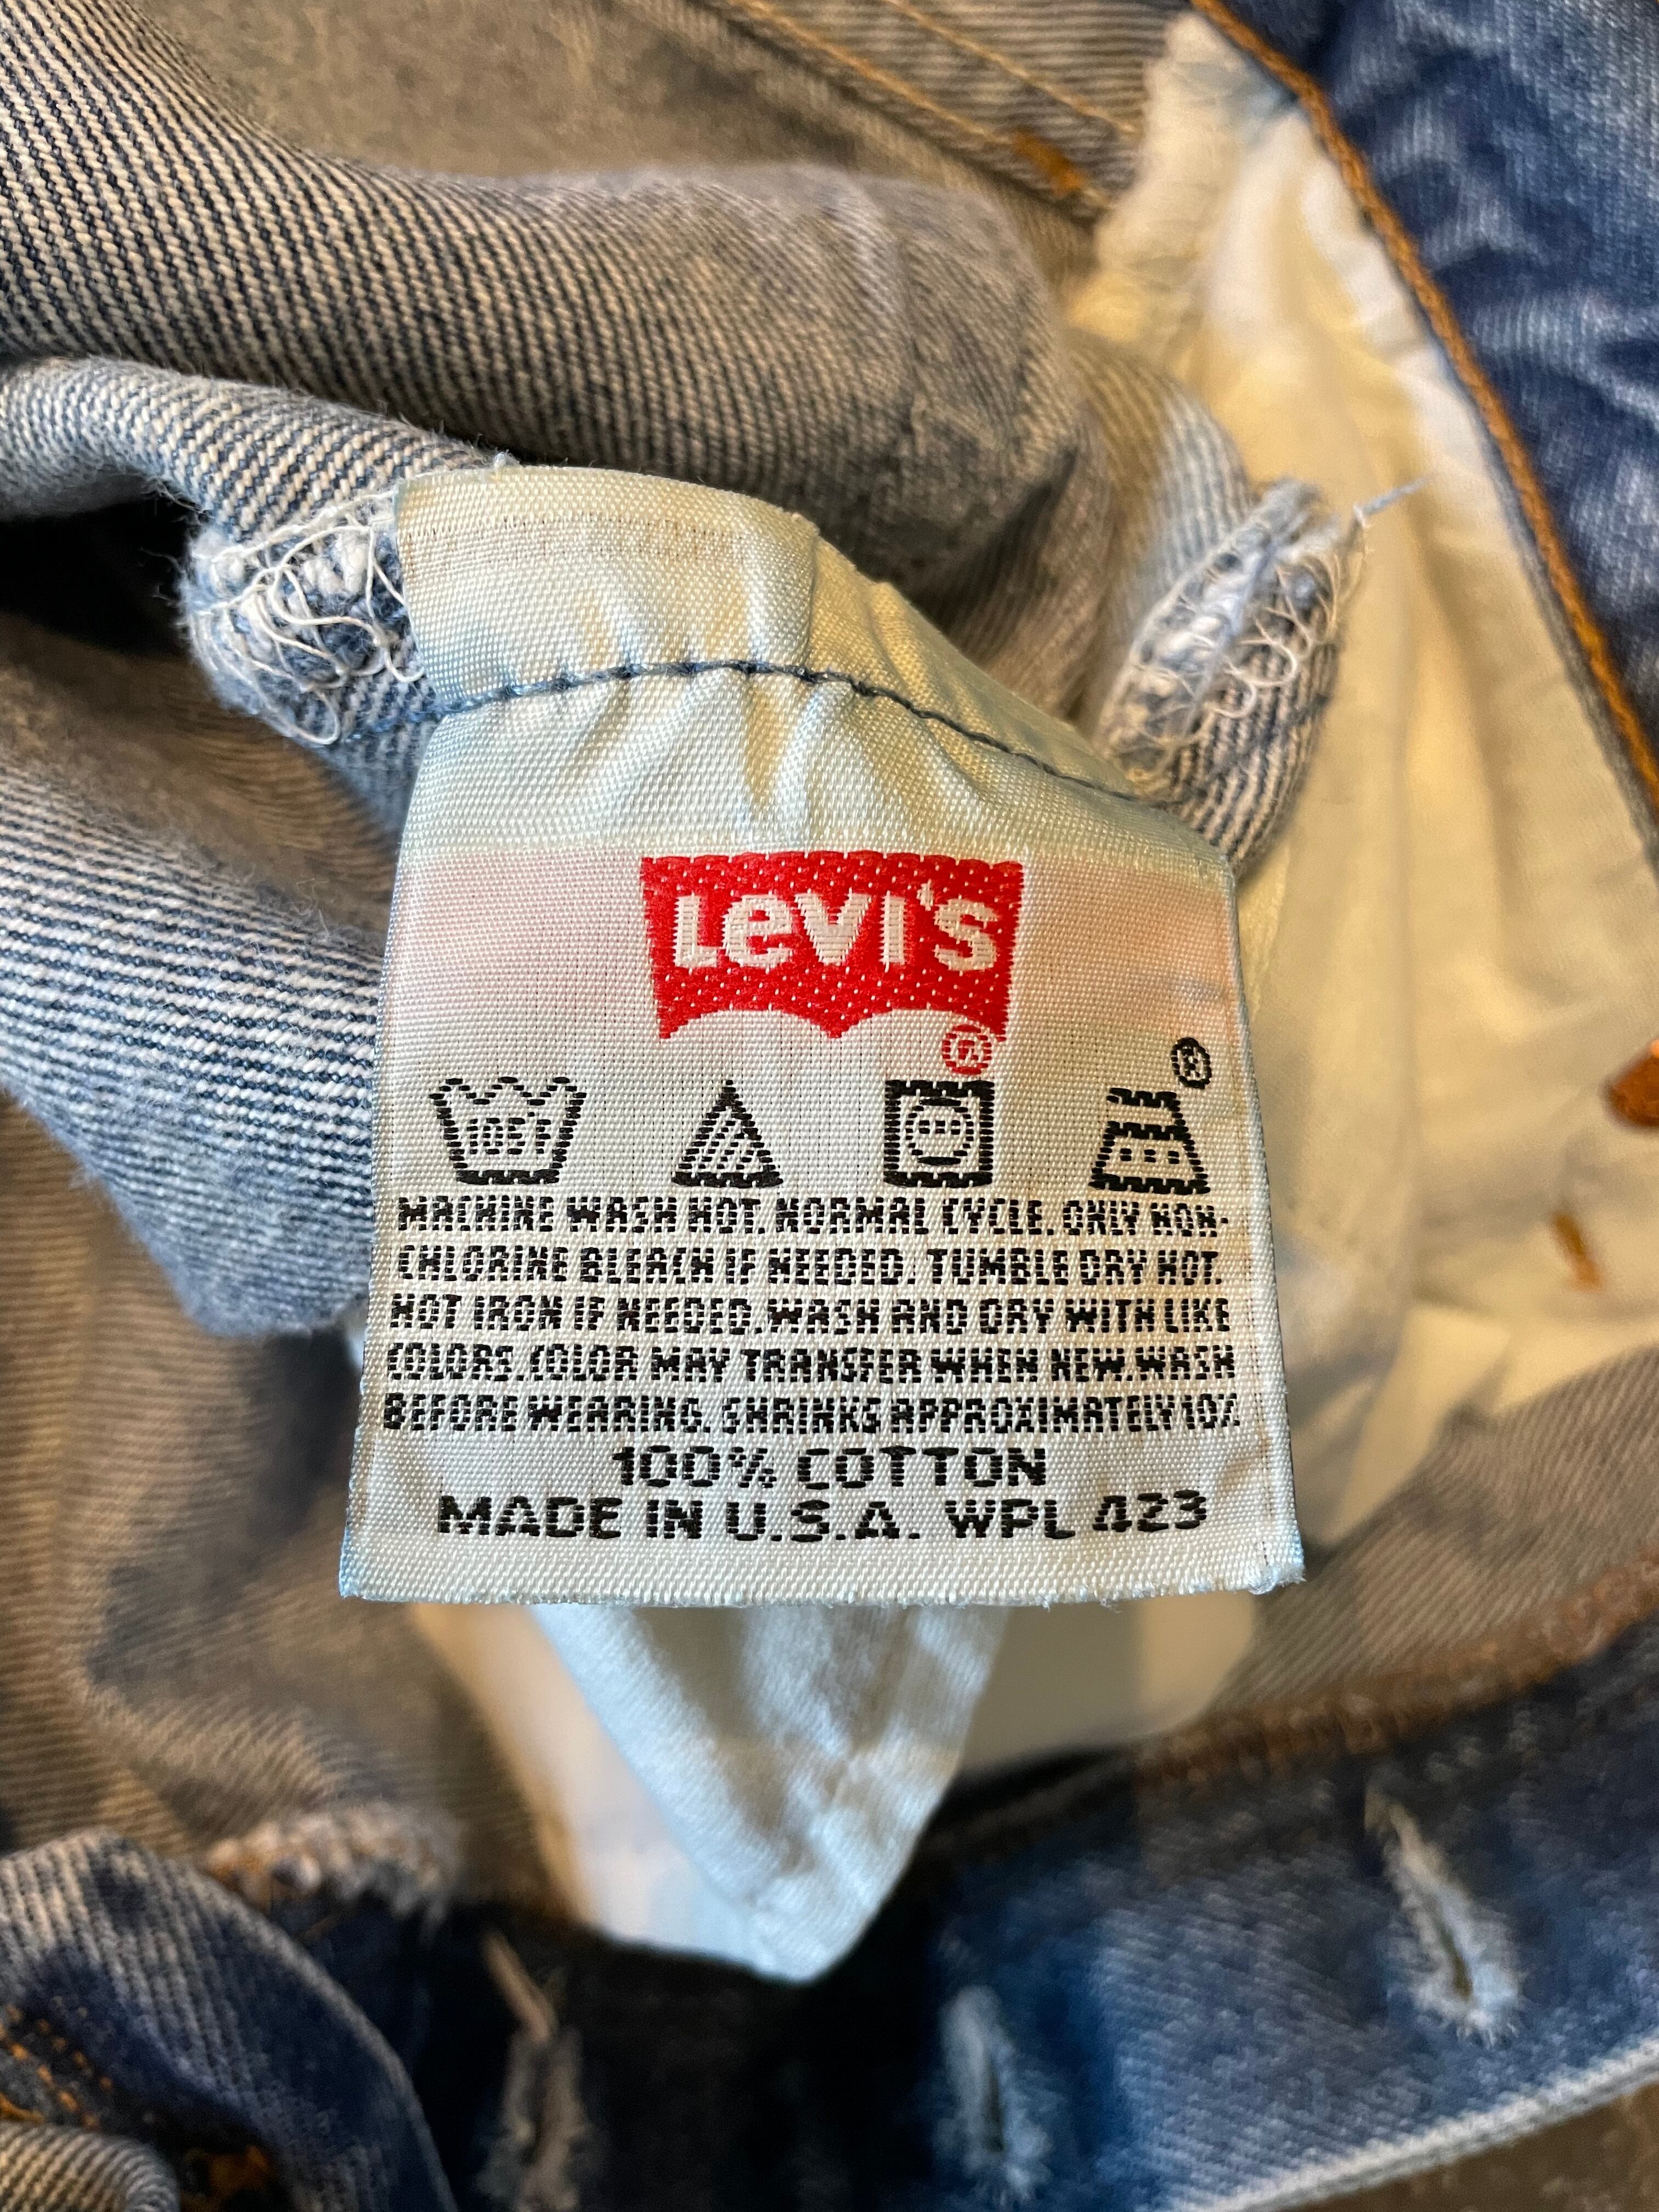 Levi's
®
®
105F
MACHINE WASH HOT. NORMAL CYCLE. ONLY NON-
CHLORINE BLEACH IF NEEDED. TUMBLE DRY HOT.
HOT IRON IF NEEDED. WASH AND DRY WITH LIKE
COLORS. COLOR MAY TRANSFER WHEN NEW. WASH
BEFORE WEARING. SHRINKS APPROXIMATELY 10%
100% COTTON
MADE IN U.S.A. WPL 423